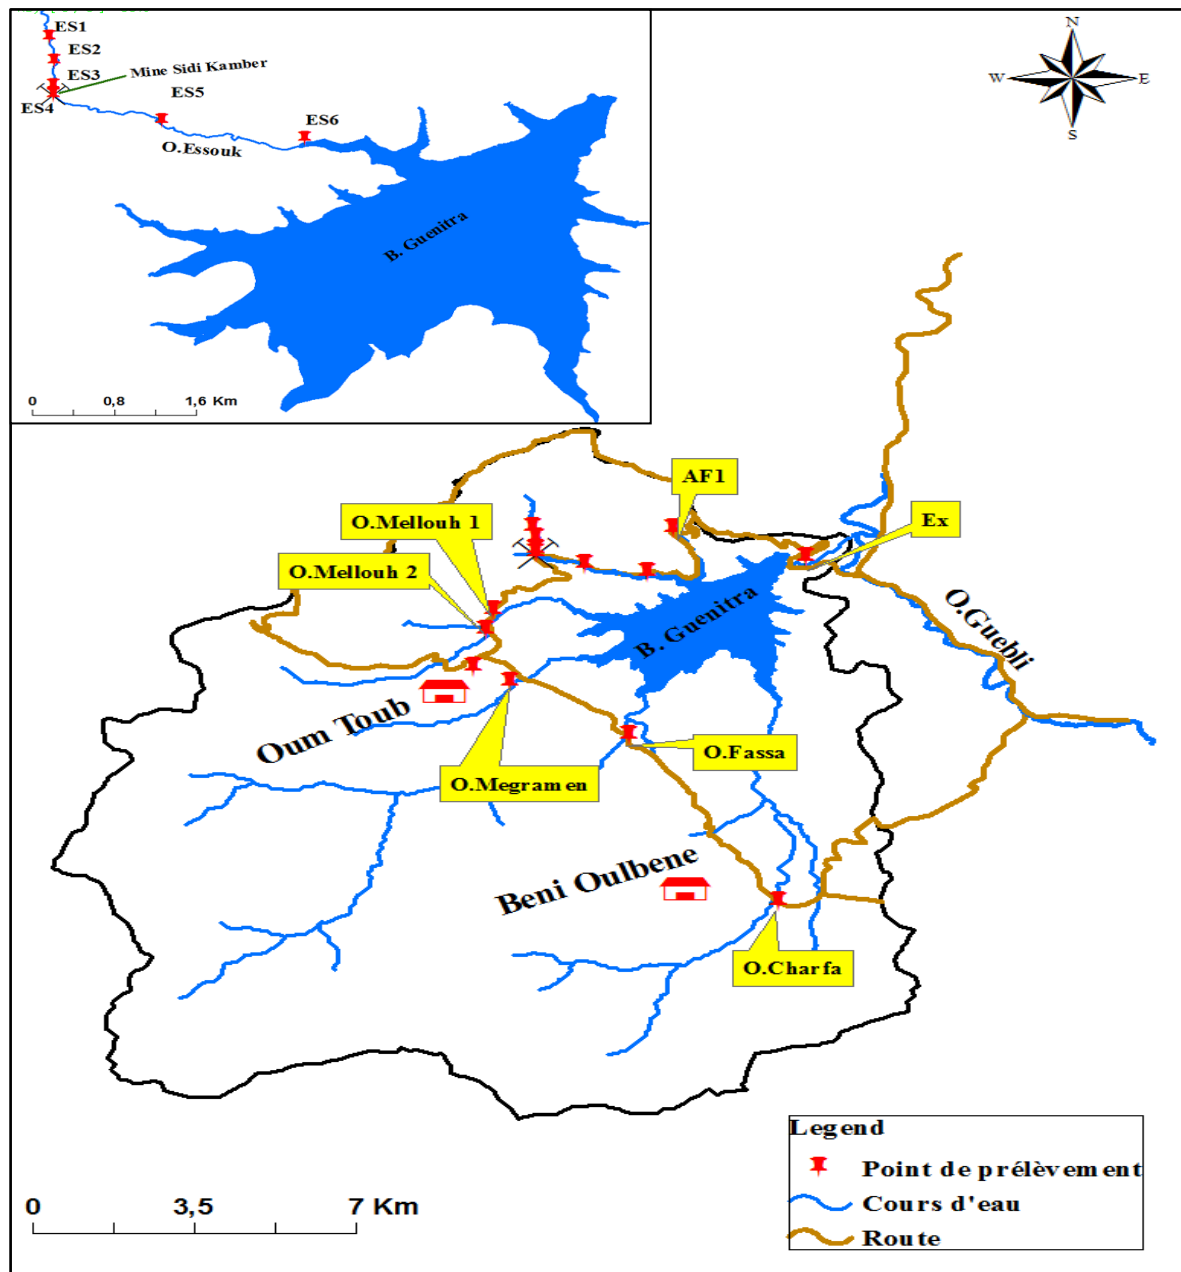 ES1
ES2
ES3
Mine Sidi Kamber
ES4
ES5
ES6
O.Essouk
B. Guenitra
0 0,8 1,6 Km
N
W E
S
AF1
O.Mellouh 1
Ex
O.Mellouh 2
O.Guebli
B. Guenitra
Oum Toub
O.Fassa
O.Megramen
Beni Oulbene
O.Charfa
Legend
Point de prélèvement
Cours d'eau
Route
0 3,5 7 Km